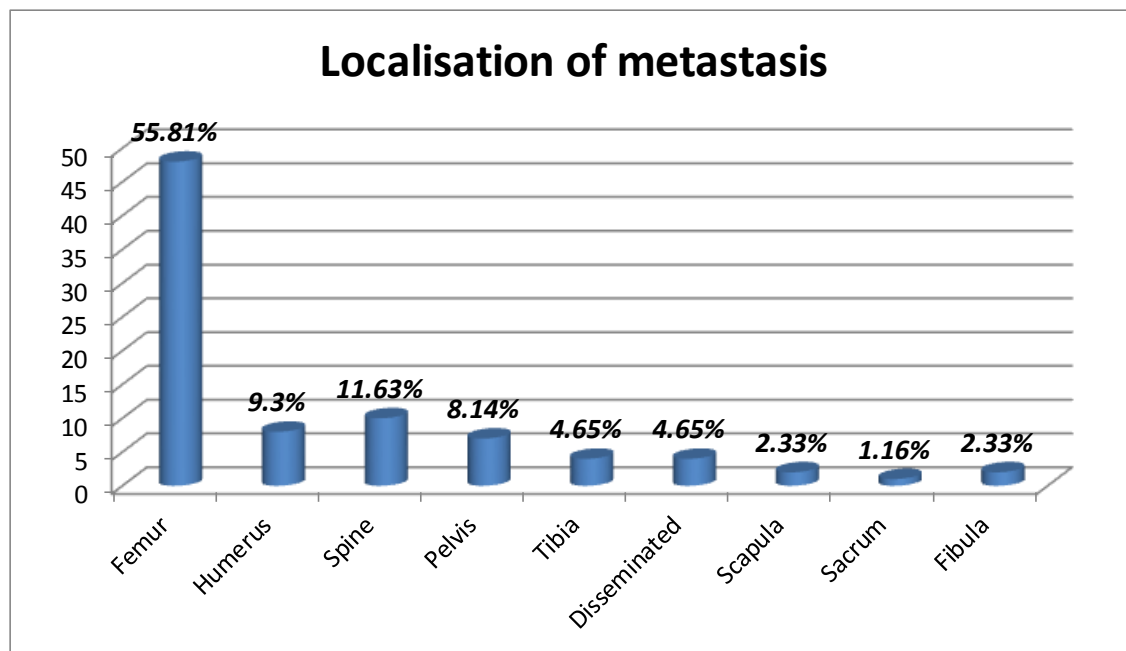 Localisation of metastasis
55.81%
50
45
40
35
30
25
20
15
10
5
0
9.3%
11.63%
8.14%
4.65%
4.65%
2.33%
1.16%
2.33%
Femur
Humerus
Spine
Pelvis
Tibia
Disseminated
Scapula
Sacrum
Fibula